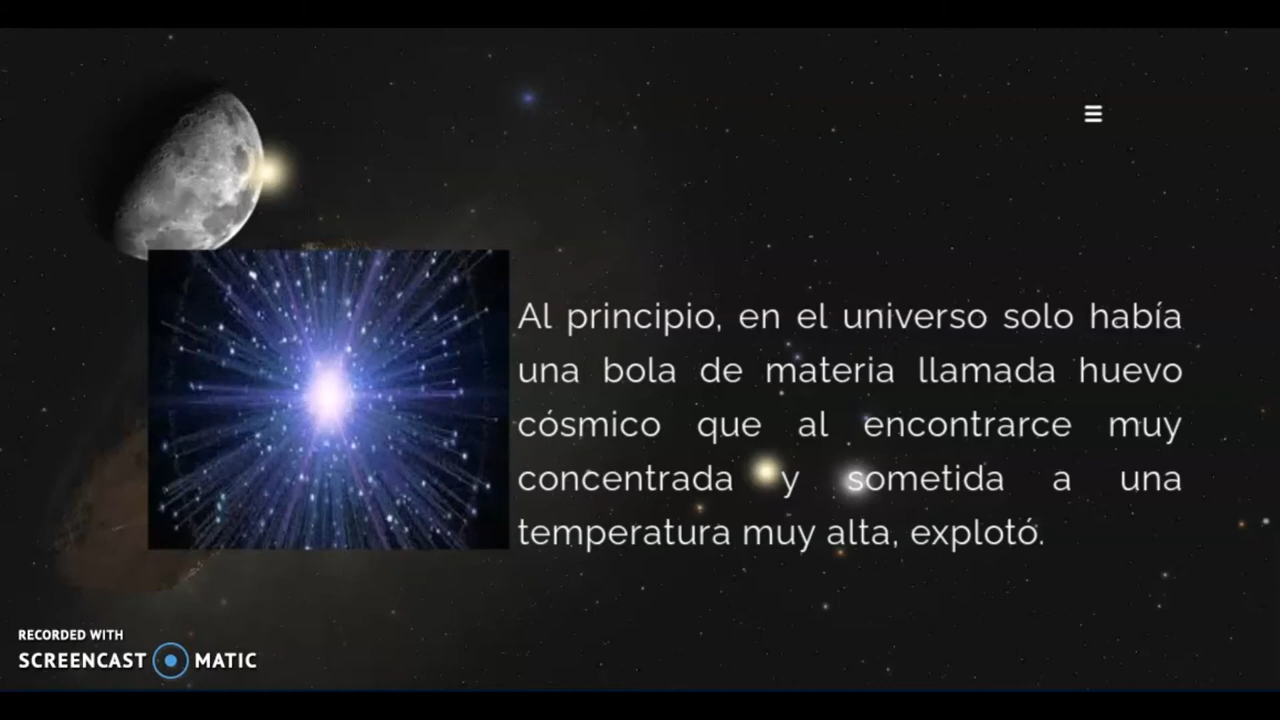 Al principio, en el universo solo había
una bola de materia llamada huevo
cósmico que al encontrarce muy
concentrada y sometida a una
temperatura muy alta, explotó.
RECORDED WITH
SCREENCAST MATIC